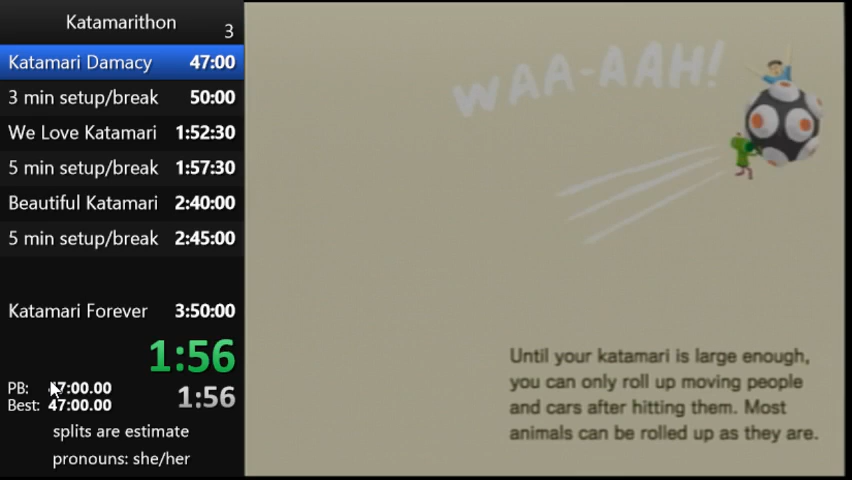 Katamarithon
3
Katamari Damacy 47:00
3 min setup/break 50:00
We Love Katamari 1:52:30
5 min setup/break 1:57:30
Beautiful Katamari 2:40:00
5 min setup/break 2:45:00
Katamari Forever 3:50:00
1:56
PB: 47:00.00
Best: 47:00.00
1:56
splits are estimate
pronouns: she/her
WAA-AAH!
Until your katamari is large enough,
you can only roll up moving people
and cars after hitting them. Most
animals can be rolled up as they are.